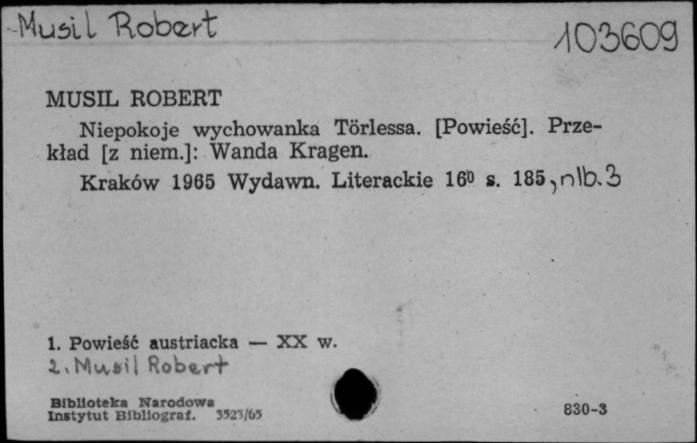 Musil Robert
103609
MUSIL ROBERT
Niepokoje wychowanka Törlessa. [Powieść]. Prze-
kład [z niem.]: Wanda Kragen.
Kraków 1965 Wydawn. Literackie 16⁰ s. 185, nlb. 3
1. Powieść austriacka — XX w.
2. Musil Robert
Biblioteka Narodowa
Instytut Bibliograf. 3523/65
830-3